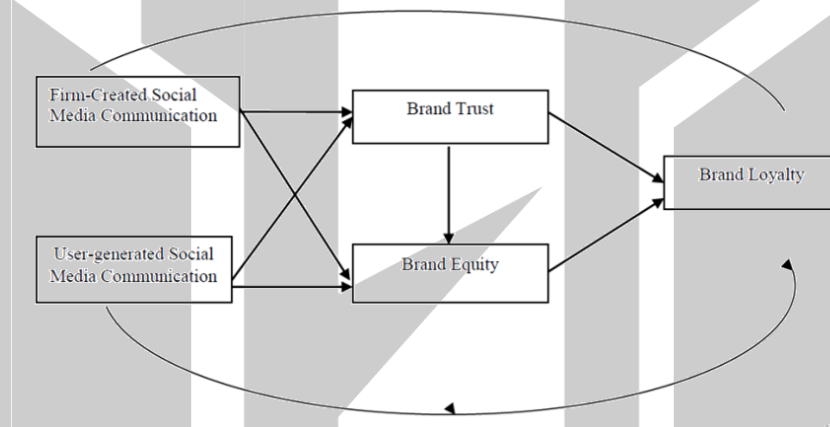 Firm-Created Social
Media Communication
Brand Trust
Brand Loyalty
User-generated Social
Media Communication
Brand Equity